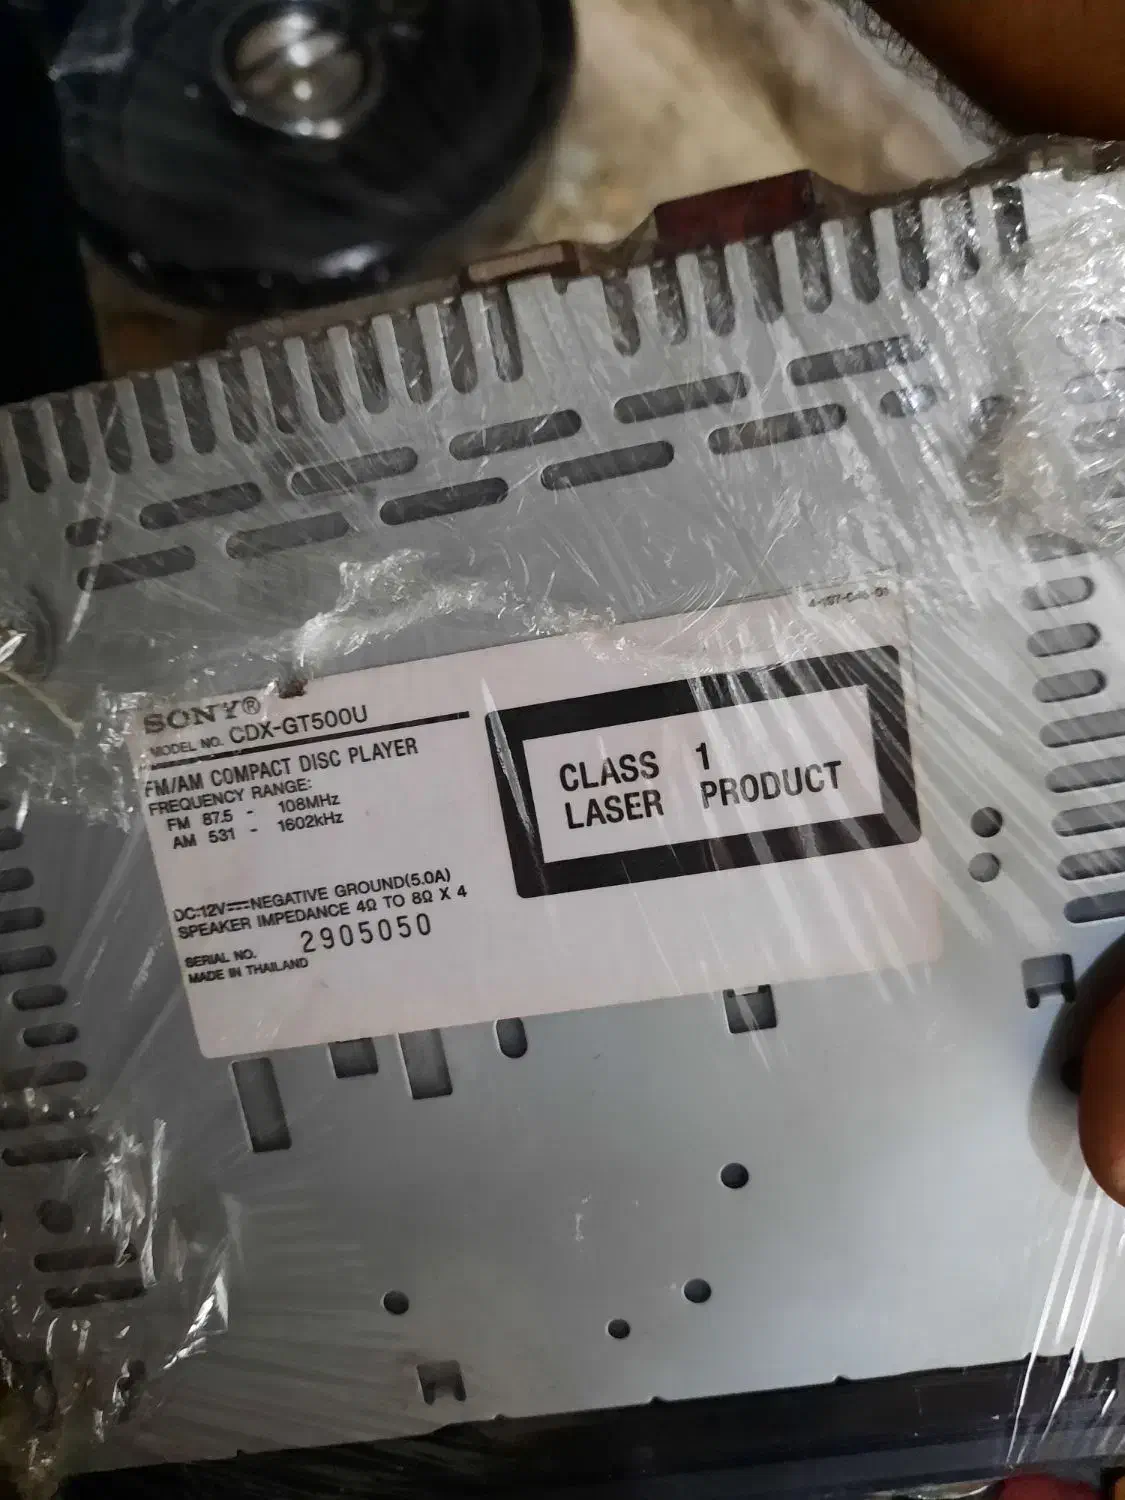 SONY®
MODEL NO. CDX-GT500U
FM/AM COMPACT DISC PLAYER
FREQUENCY RANGE:
FM 87.5 - 108MHz
AM 531 - 1602kHz
DC:12V⎓NEGATIVE GROUND(5.0A)
SPEAKER IMPEDANCE 4Ω TO 8Ω X 4
SERIAL NO. 2905050
MADE IN THAILAND
CLASS 1
LASER PRODUCT